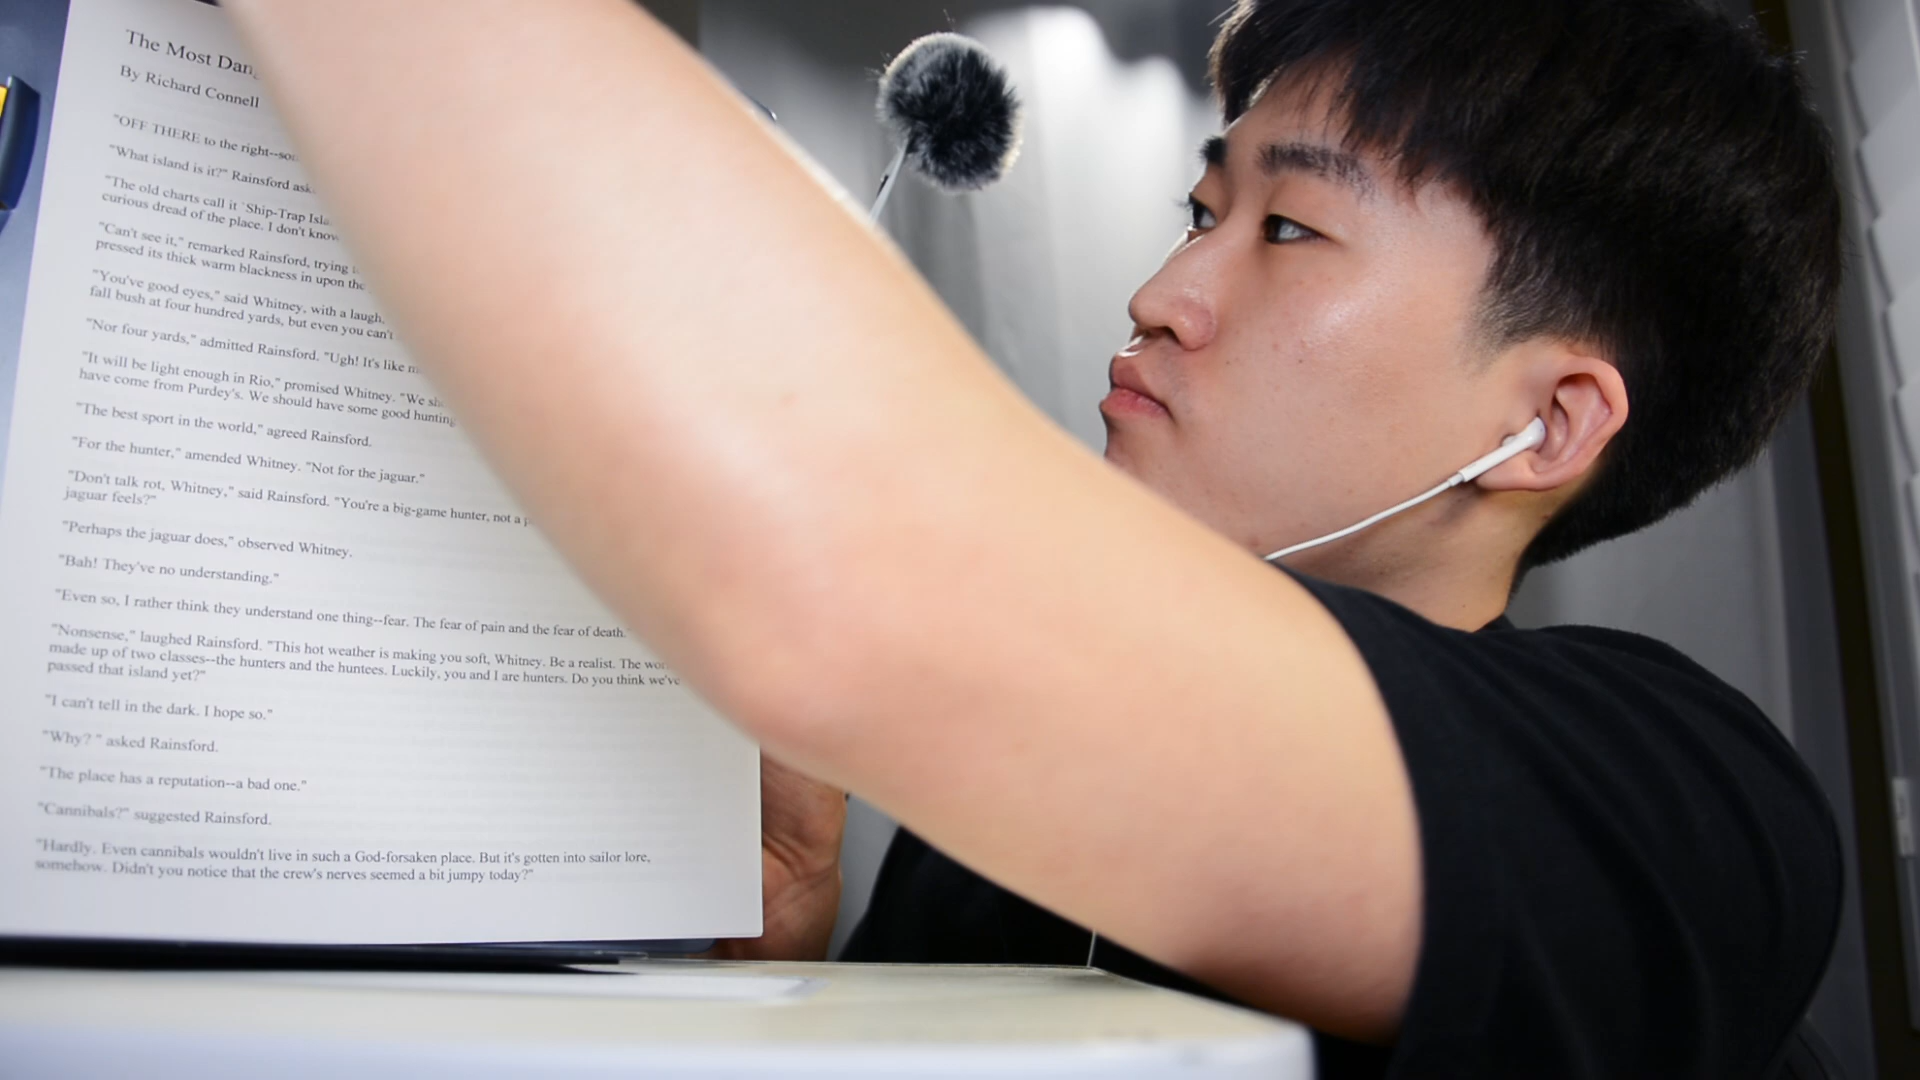 The Most
By Richard Connell
"OFF THERE to the right--
"What island is it?" Rainsford
"The old charts call it `Ship-Trap
curious dread of the place. I don't know
"Can't see it," remarked Rainsford, trying
pressed its thick warm blackness in upon the
"You've good eyes," said Whitney, with a laugh,
fall bush at four hundred yards, but even you can't
"Nor four yards," admitted Rainsford. "Ugh! It's like
"It will be light enough in Rio," promised Whitney. "We
have come from Purdey's. We should have some good hunting
"The best sport in the world," agreed Rainsford.
"For the hunter," amended Whitney. "Not for the jaguar."
"Don't talk rot, Whitney," said Rainsford. "You're a big-game hunter, not a
jaguar feels?"
"Perhaps the jaguar does," observed Whitney.
"Bah! They've no understanding."
"Even so, I rather think they understand one thing--fear. The fear of pain and the fear of death.
"Nonsense," laughed Rainsford. "This hot weather is making you soft, Whitney. Be a realist. The
made up of two classes--the hunters and the huntees. Luckily, you and I are hunters. Do you think we've
passed that island yet?"
"I can't tell in the dark. I hope so."
"Why? " asked Rainsford.
"The place has a reputation--a bad one."
"Cannibals?" suggested Rainsford.
"Hardly. Even cannibals wouldn't live in such a God-forsaken place. But it's gotten into sailor lore,
somehow. Didn't you notice that the crew's nerves seemed a bit jumpy today?"